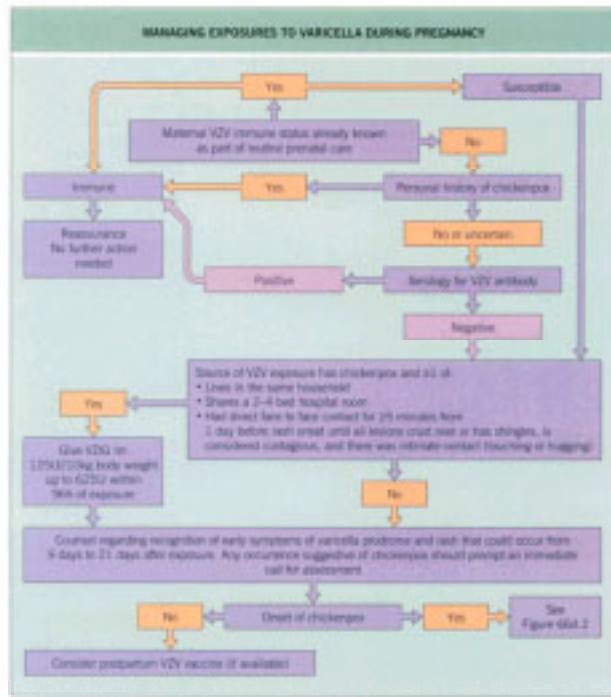 MANAGING EXPOSURES TO VARICELLA DURING PREGNANCY
Yes
Susceptible
Maternal VZV immune status already known
as part of routine prenatal care
No
Immune
Yes
Personal history of chickenpox
Reassurance
No further action
needed
No or uncertain
Positive
Serology for VZV antibody
Negative
Source of VZV exposure has chickenpox and ≥1 of:
• Lives in the same household
• Shares a 2–4 bed hospital room
• Had direct face to face contact for ≥5 minutes from
1 day before rash onset until all lesions crust over or has shingles, is
considered contagious, and there was intimate contact (touching or hugging)
Yes
Give VZIG im
125U/10kg body weight
up to 625U within
96h of exposure
No
Counsel regarding recognition of early symptoms of varicella prodrome and rash that could occur from
days to 21 days after exposure. Any occurrence suggestive of chickenpox should prompt an immediate
call for assessment
No
Onset of chickenpox
Yes
See
Figure
Consider postpartum VZV vaccine (if available)